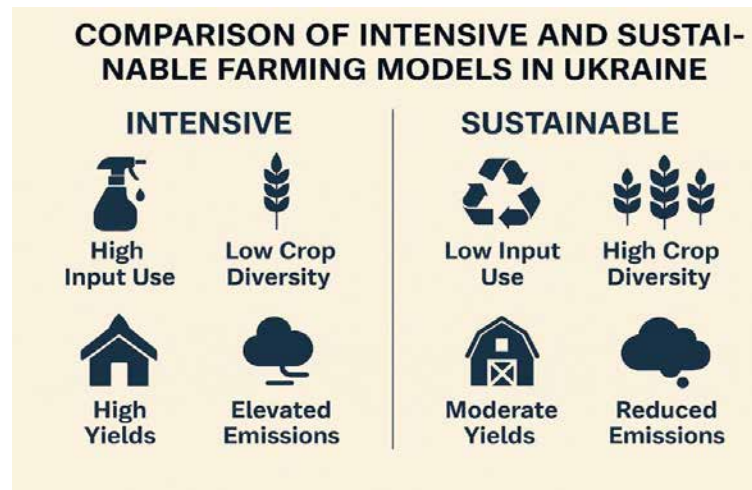 COMPARISON OF INTENSIVE AND SUSTAI-
NABLE FARMING MODELS IN UKRAINE
INTENSIVE
High
Input Use
Low Crop
Diversity
High
Yields
Elevated
Emissions
SUSTAINABLE
Low Input
Use
High Crop
Diversity
Moderate
Yields
Reduced
Emissions